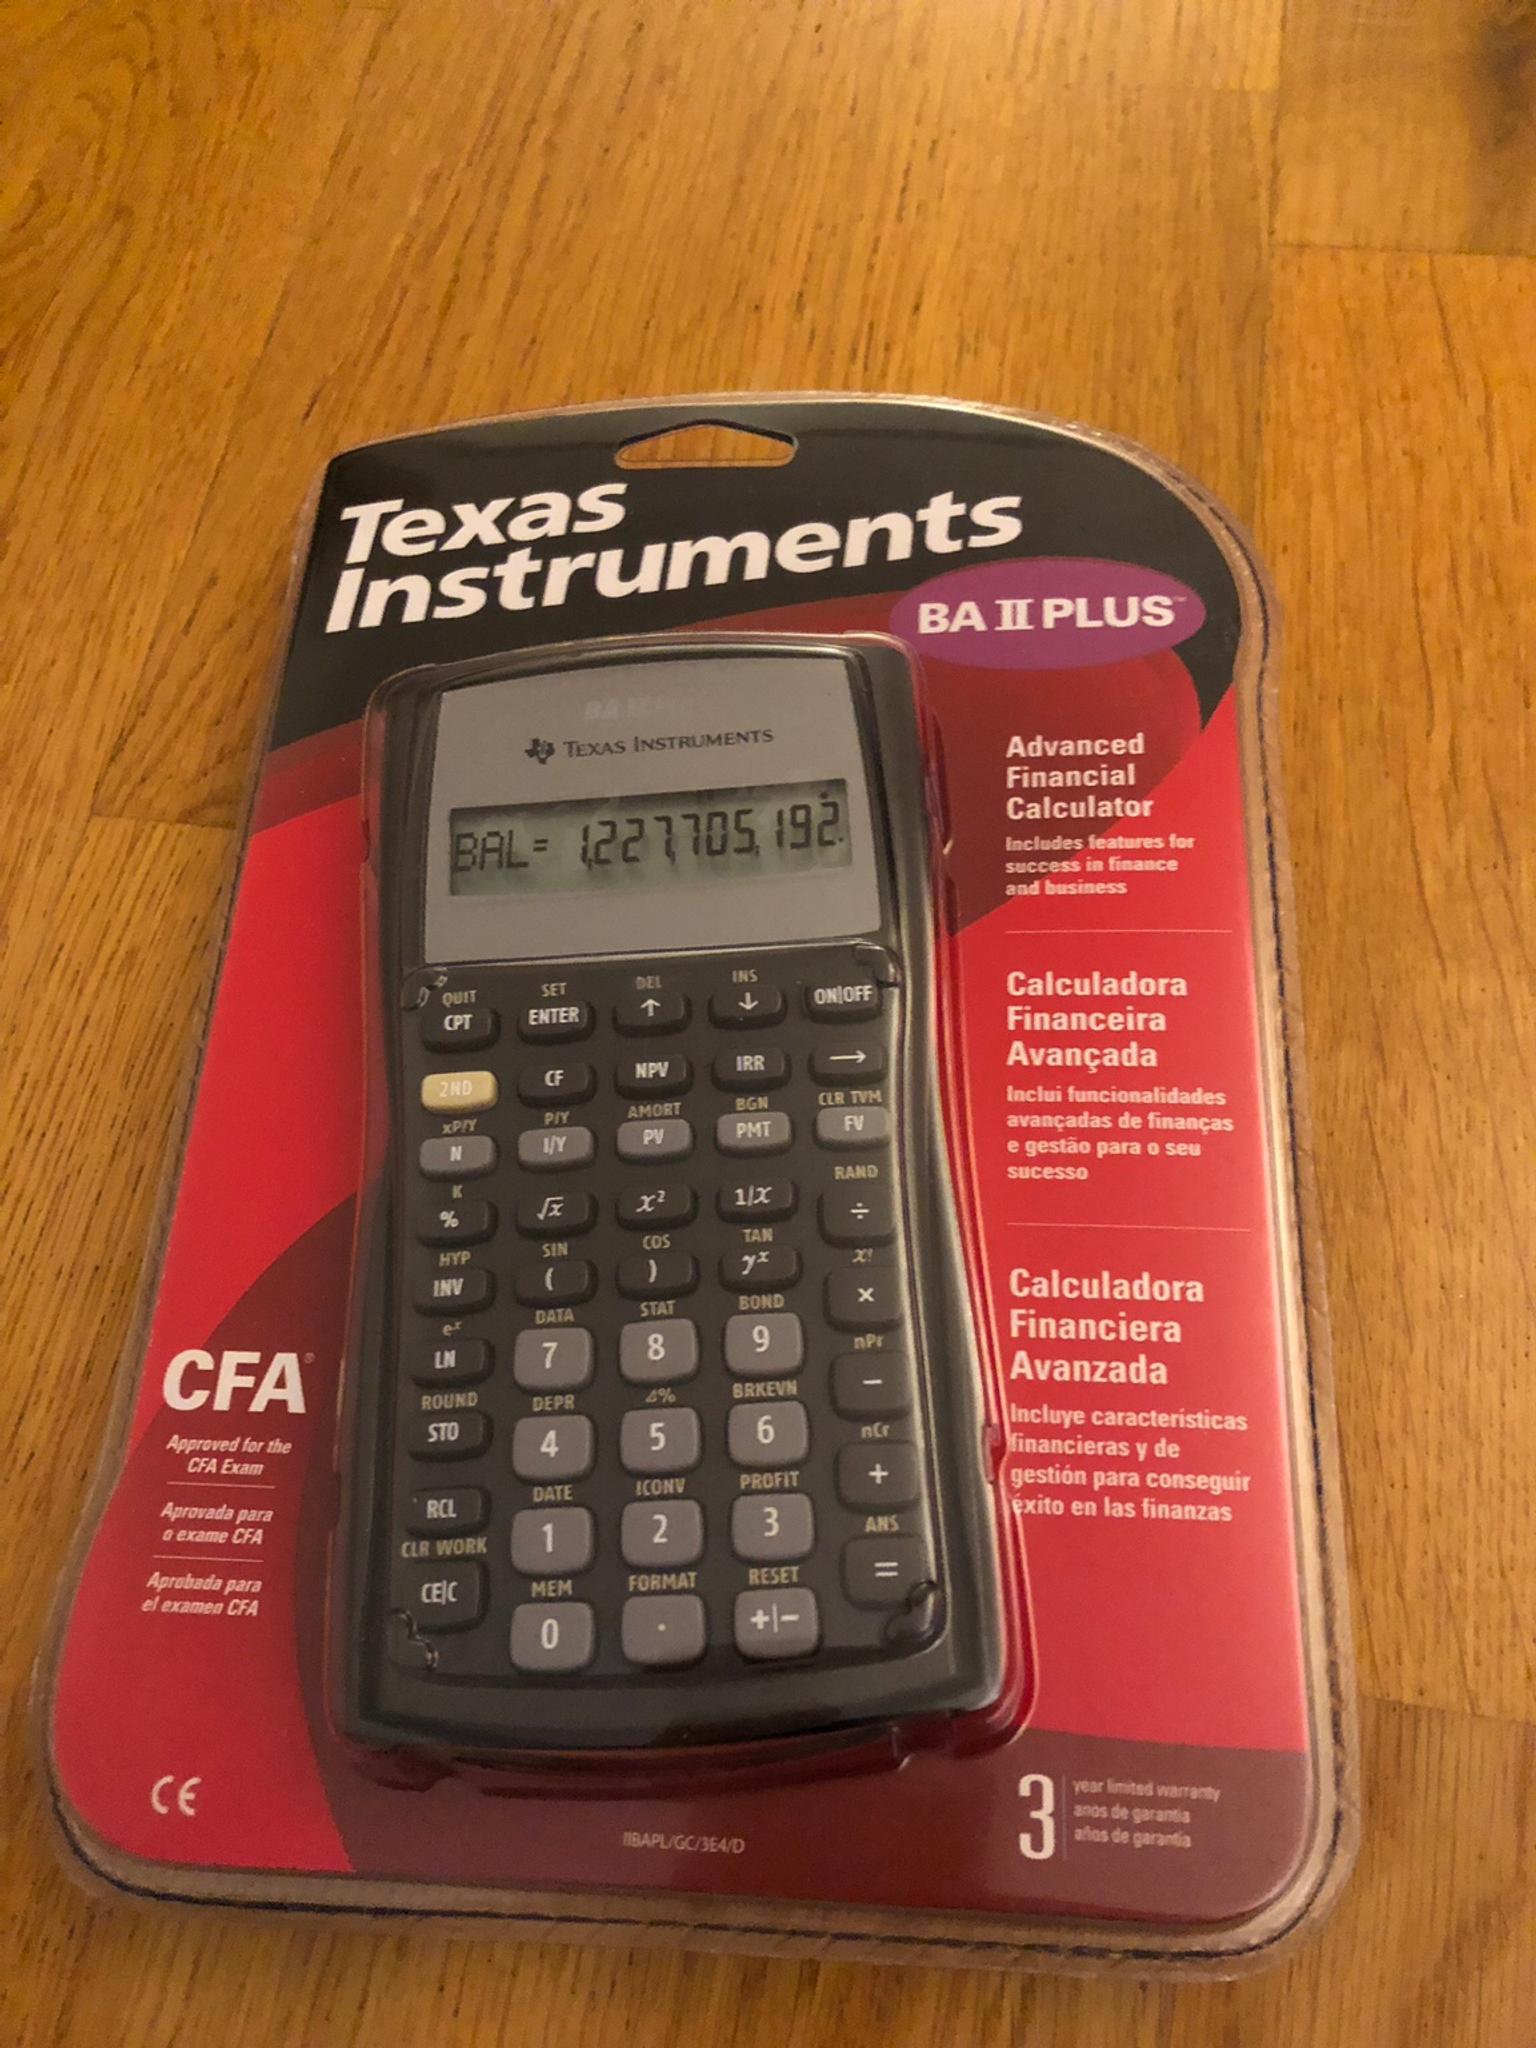 Texas
Instruments
BA II PLUS™
TEXAS INSTRUMENTS
BAL= 1,227,705,192.
Advanced
Financial
Calculator
Includes features for
success in finance
and business
Calculadora
Financeira
Avançada
Inclui funcionalidades
avançadas de finanças
e gestão para o seu
sucesso
Calculadora
Financiera
Avanzada
Incluye características
financieras y de
gestión para conseguir
éxito en las finanzas
QUIT SET DEL INS
CPT ENTER ↑ ↓ ON|OFF
2ND CF NPV IRR →
xP/Y P/Y AMORT BGN CLR TVM
N I/Y PV PMT FV
K RAND
% √x x² 1/x ÷
HYP SIN COS TAN x!
INV ( ) yˣ ×
eˣ DATA STAT BOND nPr
LN 7 8 9 −
ROUND DEPR Δ% BRKEVN nCr
STO 4 5 6 +
DATE ICONV PROFIT ANS
RCL 1 2 3 =
CLR WORK MEM FORMAT RESET
CE|C 0 . +|−
CFA®
Approved for the
CFA Exam
Aprovada para
o exame CFA
Aprobada para
el examen CFA
CE
IIBAPL/GC/3E4/D
3
year limited warranty
anos de garantia
años de garantía